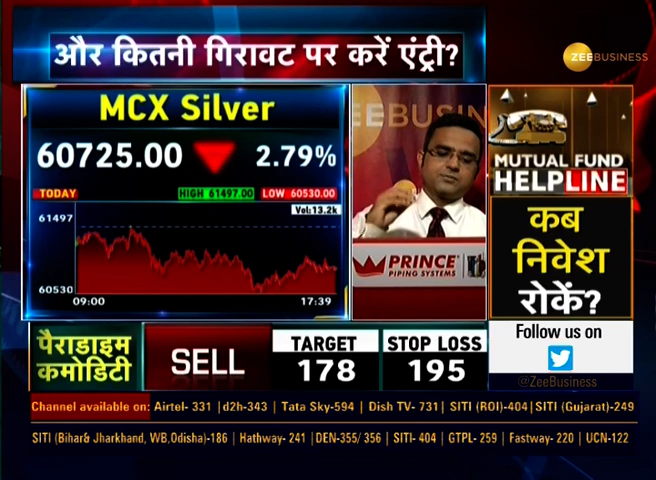 और कितनी गिरावट पर करें एंट्री?
ZEEBUSINESS
MCX Silver
60725.00 2.79%
TODAY HIGH 61497.00 LOW 60530.00
Vol:13.2k
61497
60530
09:00 17:39
EEBUSIN
PRINCE
PIPING SYSTEMS
MUTUAL FUND
HELPLINE
कब
निवेश
रोकें?
पैराडाइम
कमोडिटी
SELL
TARGET
178
STOP LOSS
195
Follow us on
@ZeeBusiness
Channel available on: Airtel- 331 | d2h-343 | Tata Sky-594 | Dish TV- 731 | SITI (ROI)-404 | SITI (Gujarat)-249
SITI (Bihar& Jharkhand, WB,Odisha)-186 | Hathway- 241 | DEN-355/ 356 | SITI- 404 | GTPL- 259 | Fastway- 220 | UCN-122